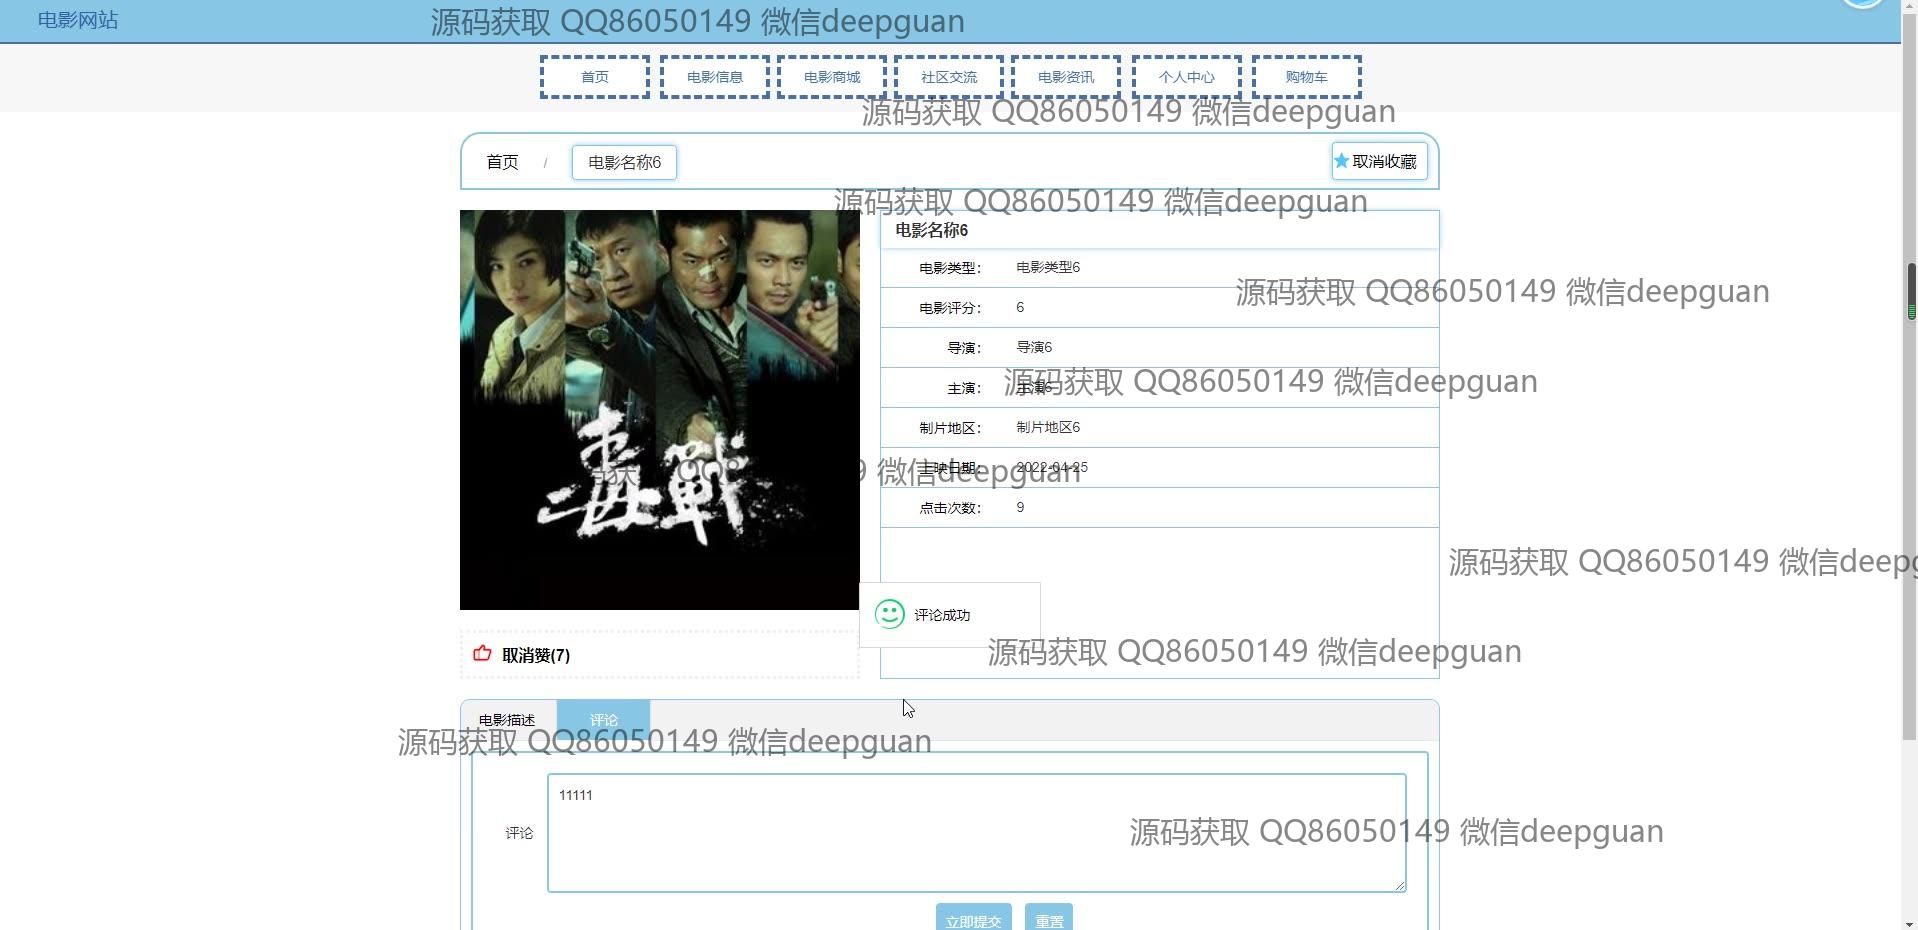 电影网站
源码获取 QQ86050149 微信deepguan
首页 电影信息 电影商城 社区交流 电影资讯 个人中心 购物车
源码获取 QQ86050149 微信deepguan
首页 / 电影名称6 取消收藏
源码获取 QQ86050149 微信deepguan
电影名称6
电影类型： 电影类型6
源码获取 QQ86050149 微信deepguan
电影评分： 6
导演： 导演6
源码获取 QQ86050149 微信deepguan
主演： 主演6
制片地区： 制片地区6
毒戰
上映日期： 2022-04-25
微信deepguan
点击次数： 9
源码获取 QQ86050149 微信deep
评论成功
取消赞(7)
源码获取 QQ86050149 微信deepguan
电影描述 评论
源码获取 QQ86050149 微信deepguan
11111
评论
源码获取 QQ86050149 微信deepguan
立即提交 重置